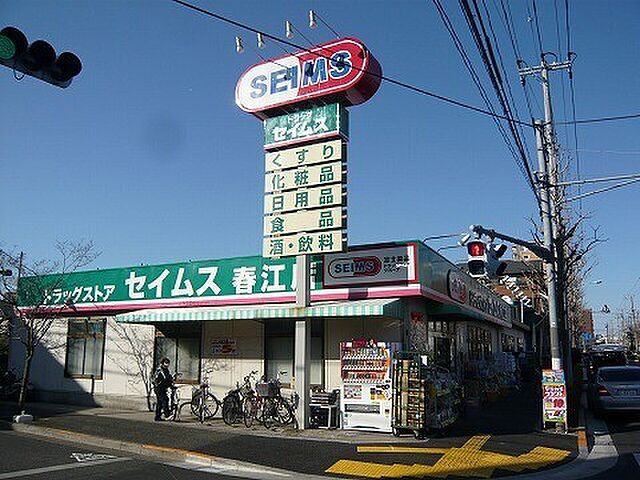 SEIMS
ドラッグストア
セイムス
くすり
化粧品
日用品
食品
酒・飲料
ドラッグストア セイムス 春江店
SEIMS